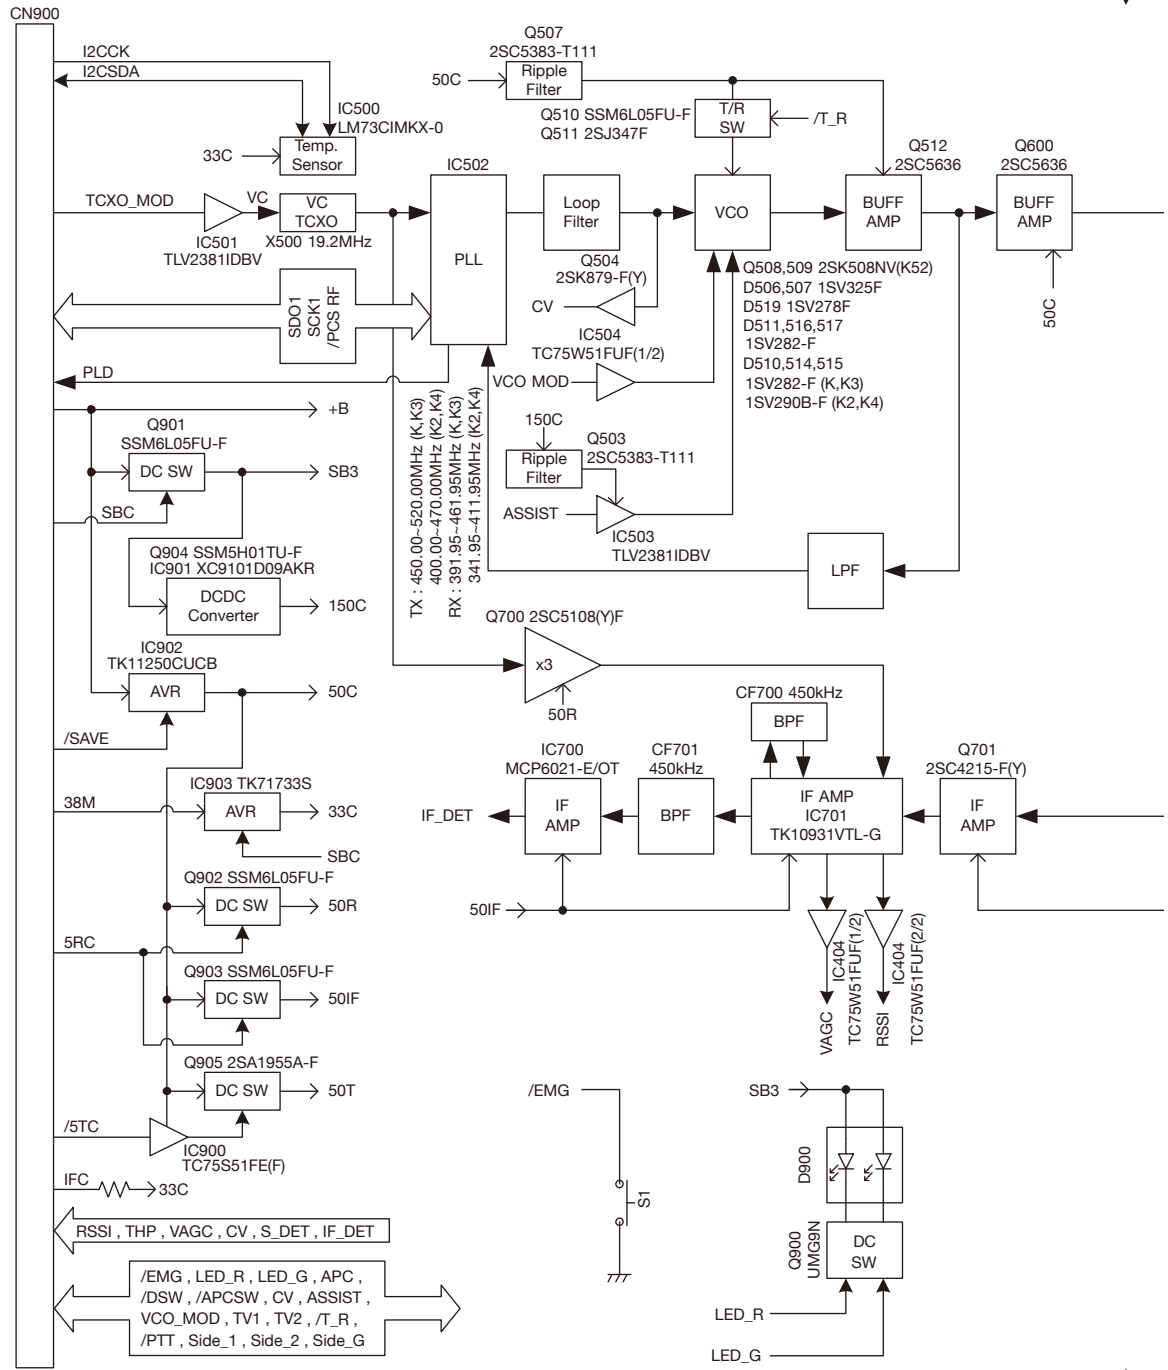 CN900
I2CCK
I2CSDA
IC500
LM73CIMKX-0
33C
Temp.
Sensor
TCXO_MOD
VC
VC
TCXO
IC501
TLV2381IDBV
X500 19.2MHz
SDO1
SCK1
/PCS RF
PLD
IC502
PLL
Q507
2SC5383-T111
50C
Ripple
Filter
Q510 SSM6L05FU-F
Q511 2SJ347F
T/R
SW
/T_R
Loop
Filter
Q504
2SK879-F(Y)
CV
IC504
TC75W51FUF(1/2)
VCO MOD
VCO
Q512
2SC5636
BUFF
AMP
Q600
2SC5636
BUFF
AMP
50C
Q508,509 2SK508NV(K52)
D506,507 1SV325F
D519 1SV278F
D511,516,517
1SV282-F
D510,514,515
1SV282-F (K,K3)
1SV290B-F (K2,K4)
150C
Ripple
Filter
Q503
2SC5383-T111
ASSIST
IC503
TLV2381IDBV
LPF
TX : 450.00~520.00MHz (K,K3)
400.00~470.00MHz (K2,K4)
RX : 391.95~461.95MHz (K,K3)
341.95~411.95MHz (K2,K4)
+B
Q901
SSM6L05FU-F
DC SW
SB3
SBC
Q904 SSM5H01TU-F
IC901 XC9101D09AKR
DCDC
Converter
150C
IC902
TK11250CUCB
AVR
50C
/SAVE
IC903 TK71733S
38M
AVR
33C
SBC
Q902 SSM6L05FU-F
DC SW
50R
5RC
Q903 SSM6L05FU-F
DC SW
50IF
Q905 2SA1955A-F
DC SW
50T
/5TC
IC900
TC75S51FE(F)
IFC
33C
RSSI , THP , VAGC , CV , S_DET , IF_DET
/EMG , LED_R , LED_G , APC ,
/DSW , /APCSW , CV , ASSIST ,
VCO_MOD , TV1 , TV2 , /T_R ,
/PTT , Side_1 , Side_2 , Side_G
Q700 2SC5108(Y)F
x3
50R
CF700 450kHz
BPF
IC700
MCP6021-E/OT
IF_DET
IF
AMP
CF701
450kHz
BPF
IF AMP
IC701
TK10931VTL-G
Q701
2SC4215-F(Y)
IF
AMP
50IF
IC404
TC75W51FUF(1/2)
VAGC
IC404
TC75W51FUF(2/2)
RSSI
/EMG
S1
SB3
D900
Q900
UMG9N
DC
SW
LED_R
LED_G